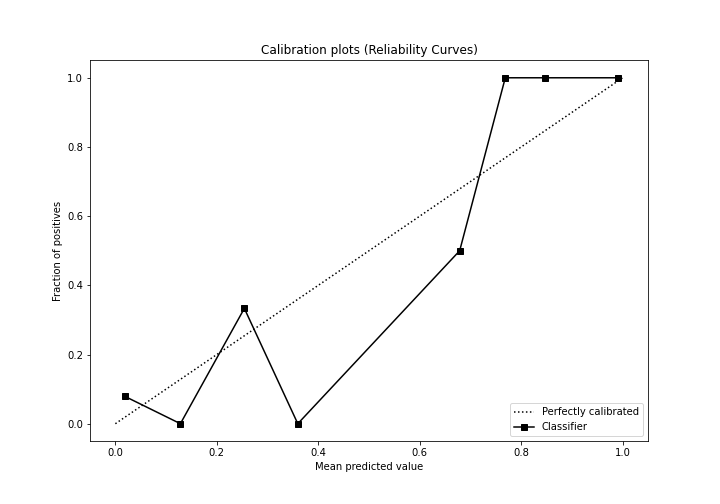 Calibration plots (Reliability Curves)
1.0
0.8
0.6
0.4
0.2
0.0
Fraction of positives
0.0 0.2 0.4 0.6 0.8 1.0
Mean predicted value
Perfectly calibrated
Classifier